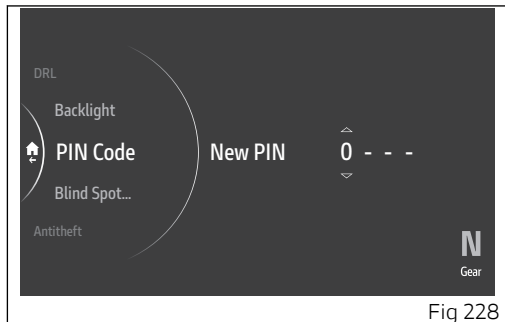 DRL
Backlight
PIN Code New PIN 0 - - -
Blind Spot...
Antitheft
N
Gear
Fig 228